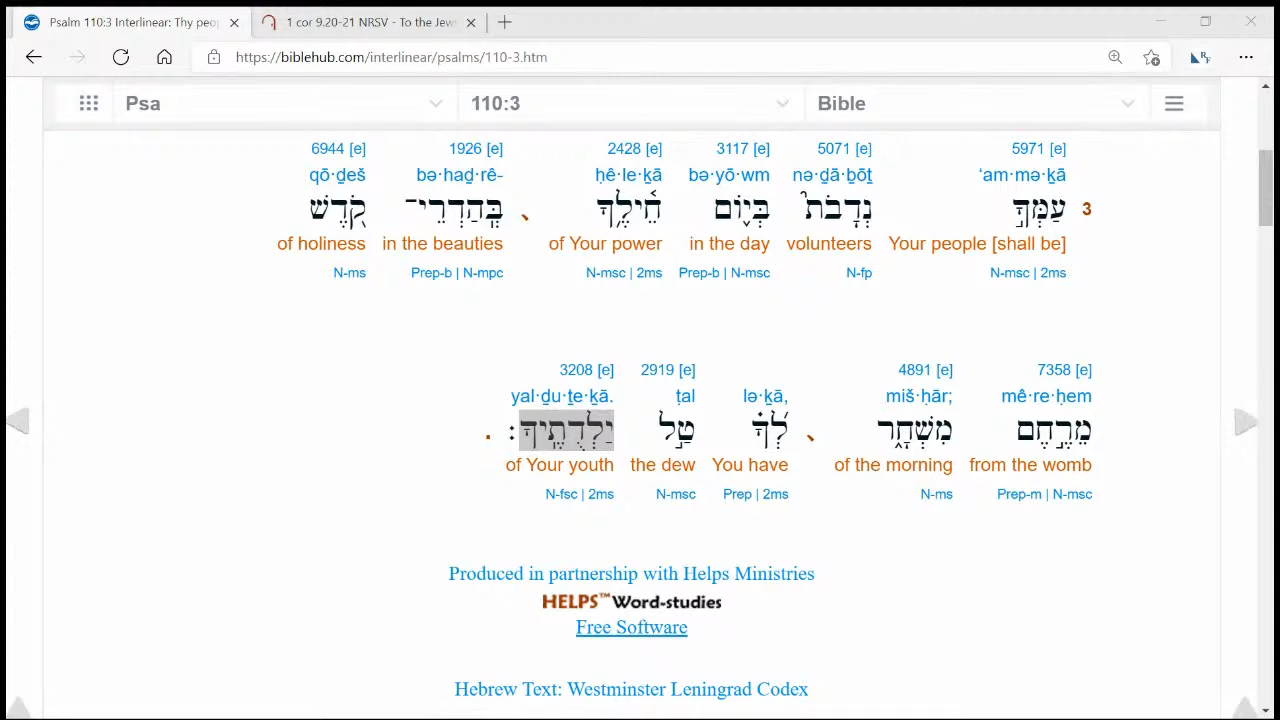 Psalm 110:3 Interlinear: Thy peop
1 cor 9.20-21 NRSV - To the Jew
https://biblehub.com/interlinear/psalms/110-3.htm
Psa 110:3 Bible
6944 [e] 1926 [e] 2428 [e] 3117 [e] 5071 [e] 5971 [e]
qō·ḏeš bə·haḏ·rê- ḥê·le·ḵā bə·yō·wm nə·ḏā·ḇōṯ ‘am·mə·ḵā
3 עַמְּךָ֣ נְדָבֹת֮ בְּי֪וֹם חֵ֫ילֶ֥ךָ 、 בְּֽהַדְרֵי־ קֹ֭דֶשׁ
of holiness in the beauties of Your power in the day volunteers Your people [shall be]
N-ms Prep-b | N-mpc N-msc | 2ms Prep-b | N-msc N-fp N-msc | 2ms
3208 [e] 2919 [e] 4891 [e] 7358 [e]
yal·ḏu·ṯe·ḵā. ṭal lə·ḵā, miš·ḥār; mê·re·ḥem
מֵרֶ֣חֶם מִשְׁחָ֑ר 、 לְ֝ךָ֗ טַ֣ל יַלְדֻתֶֽיךָ׃ .
of Your youth the dew You have of the morning from the womb
N-fsc | 2ms N-msc Prep | 2ms N-ms Prep-m | N-msc
Produced in partnership with Helps Ministries
HELPS™ Word-studies
Free Software
Hebrew Text: Westminster Leningrad Codex